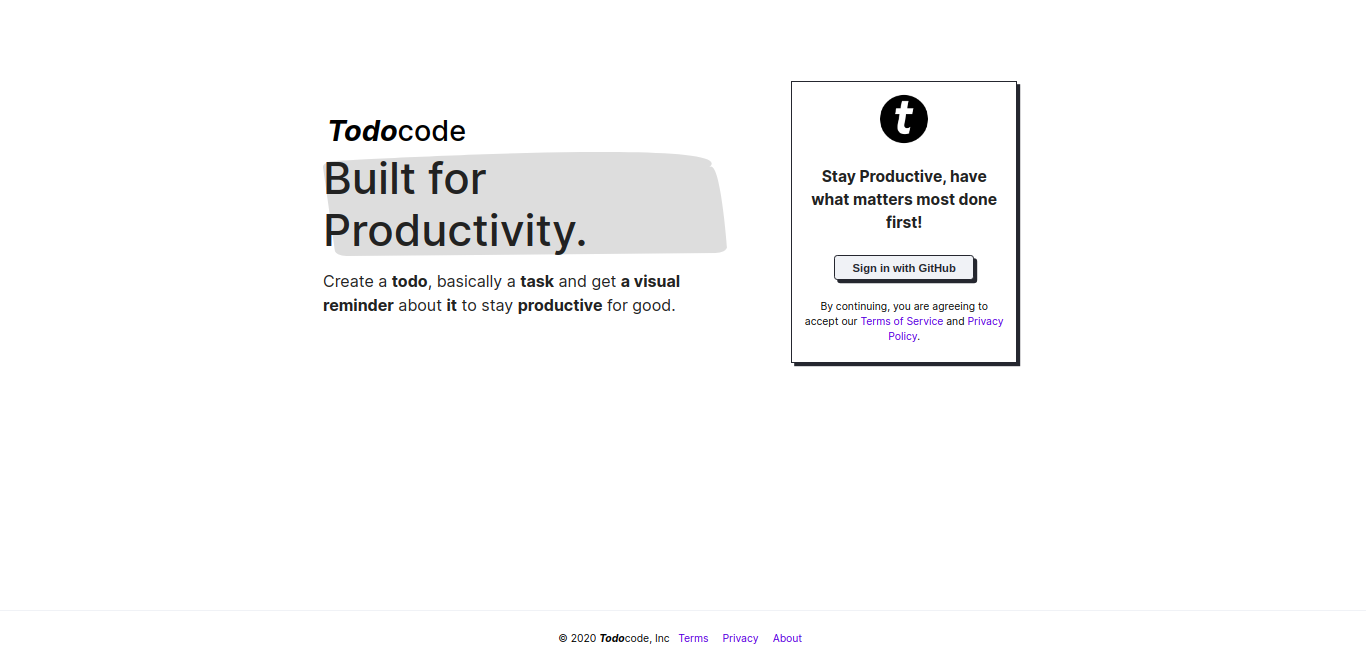 Todocode
Built for
Productivity.
Create a todo, basically a task and get a visual
reminder about it to stay productive for good.
t
Stay Productive, have
what matters most done
first!
Sign in with GitHub
By continuing, you are agreeing to
accept our Terms of Service and Privacy
Policy.
© 2020 Todocode, Inc Terms Privacy About